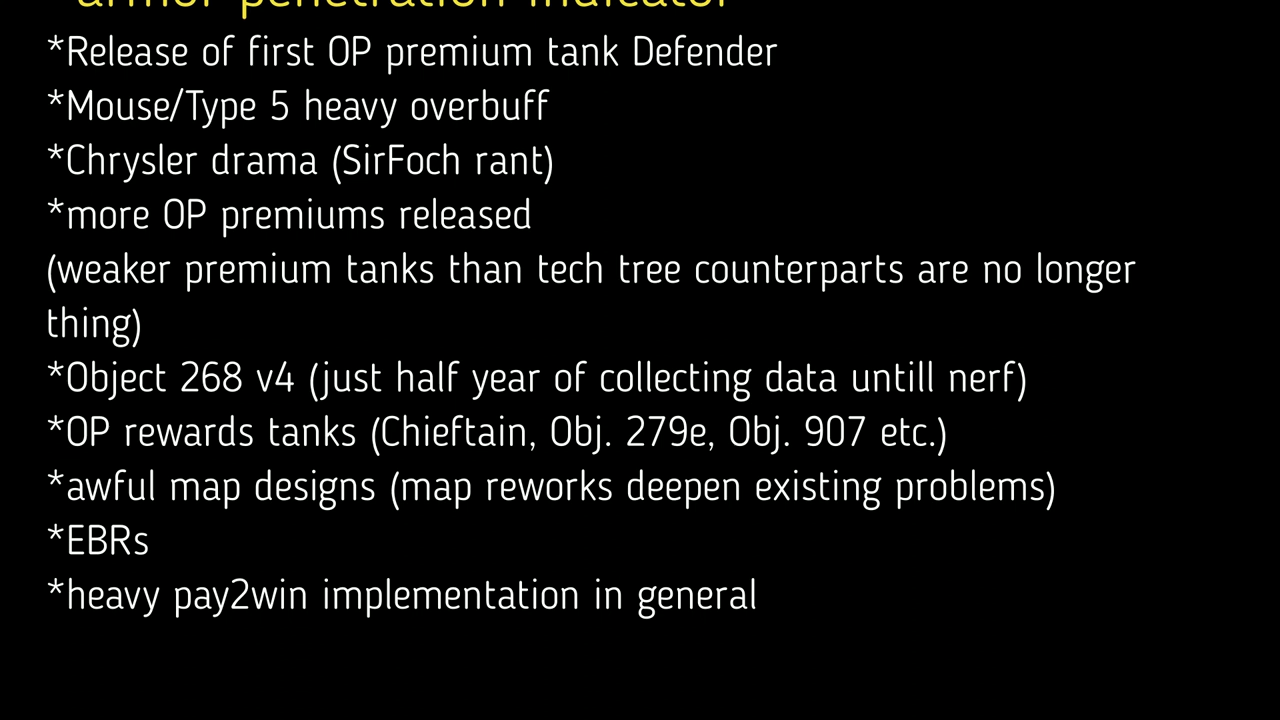 *armor penetration indicator
*Release of first OP premium tank Defender
*Mouse/Type 5 heavy overbuff
*Chrysler drama (SirFoch rant)
*more OP premiums released
(weaker premium tanks than tech tree counterparts are no longer
thing)
*Object 268 v4 (just half year of collecting data untill nerf)
*OP rewards tanks (Chieftain, Obj. 279e, Obj. 907 etc.)
*awful map designs (map reworks deepen existing problems)
*EBRs
*heavy pay2win implementation in general